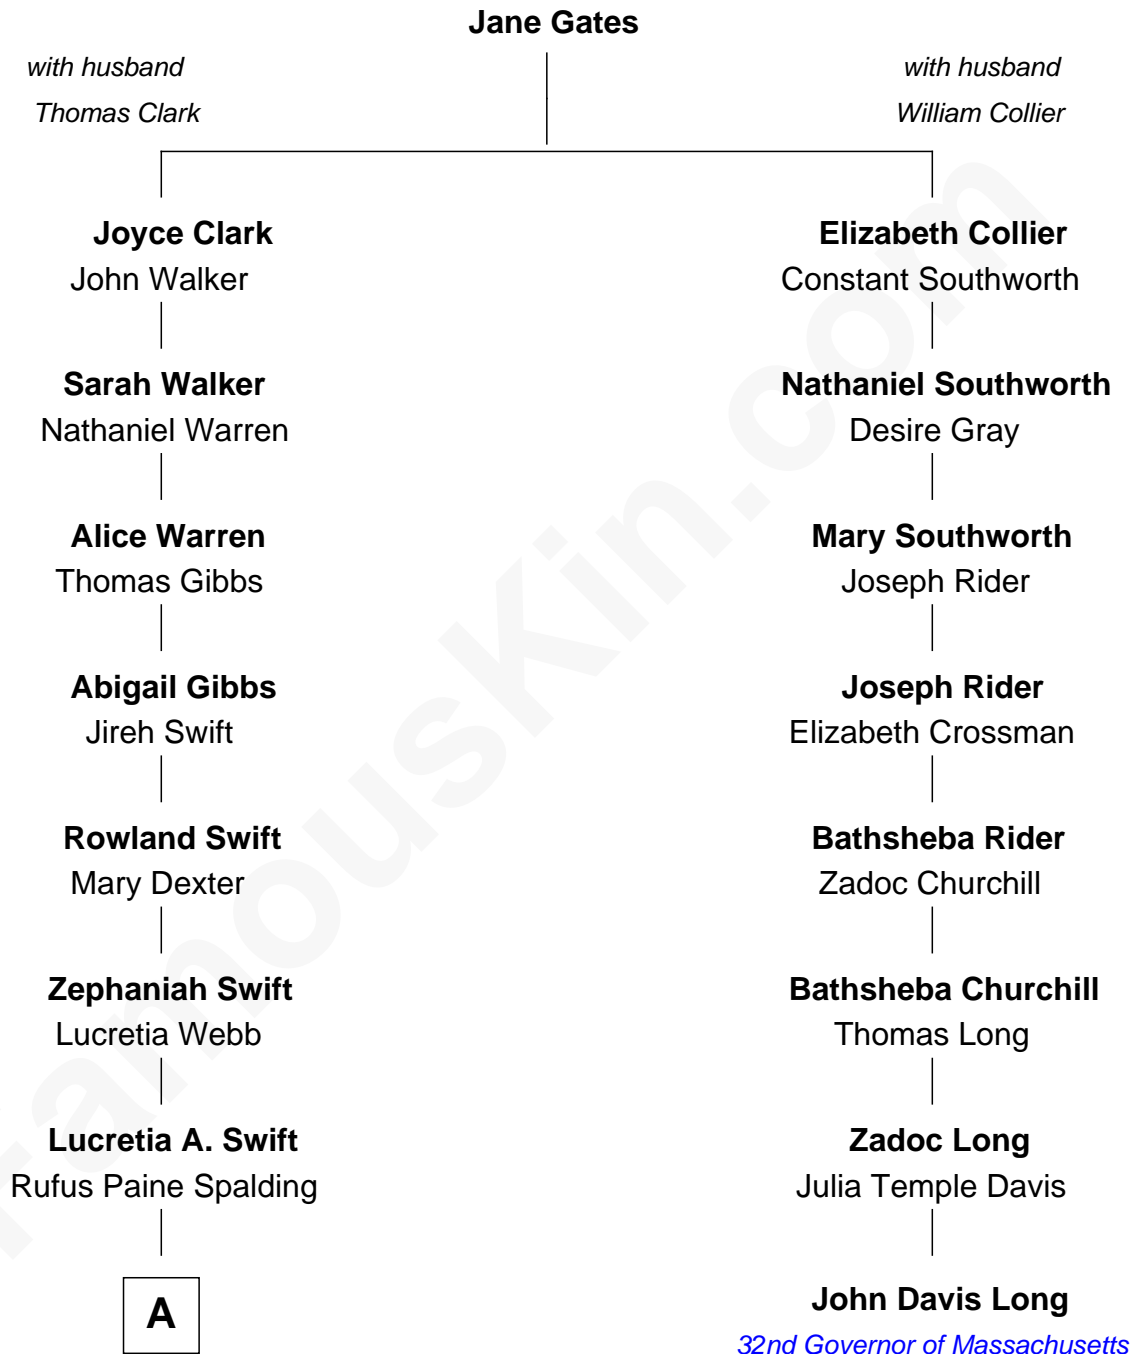 Jane Gates
with husband
Thomas Clark
with husband
William Collier
Joyce Clark
John Walker
Elizabeth Collier
Constant Southworth
Sarah Walker
Nathaniel Warren
Nathaniel Southworth
Desire Gray
Alice Warren
Thomas Gibbs
Mary Southworth
Joseph Rider
Abigail Gibbs
Jireh Swift
Joseph Rider
Elizabeth Crossman
Rowland Swift
Mary Dexter
Bathsheba Rider
Zadoc Churchill
Zephaniah Swift
Lucretia Webb
Bathsheba Churchill
Thomas Long
Lucretia A. Swift
Rufus Paine Spalding
Zadoc Long
Julia Temple Davis
A
John Davis Long
32nd Governor of Massachusetts
FamousKin.com